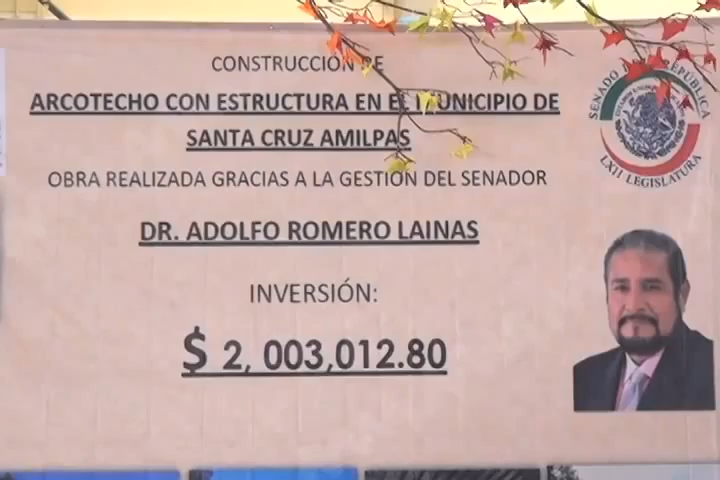 CONSTRUCCIÓN DE
ARCOTECHO CON ESTRUCTURA EN EL MUNICIPIO DE
SANTA CRUZ AMILPAS
OBRA REALIZADA GRACIAS A LA GESTIÓN DEL SENADOR
DR. ADOLFO ROMERO LAINAS
INVERSIÓN:
$ 2, 003,012.80
SENADO DE LA REPÚBLICA
LXII LEGISLATURA